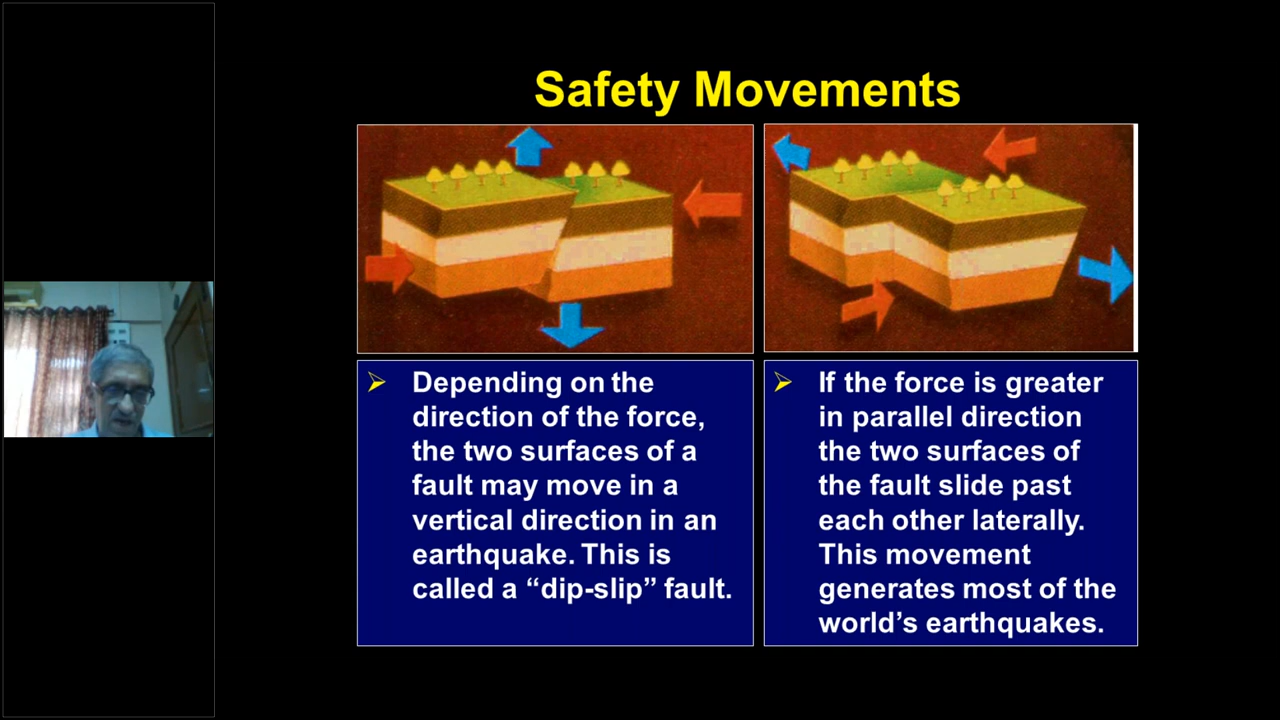 Safety Movements
Depending on the
direction of the force,
the two surfaces of a
fault may move in a
vertical direction in an
earthquake. This is
called a “dip-slip” fault.
If the force is greater
in parallel direction
the two surfaces of
the fault slide past
each other laterally.
This movement
generates most of the
world’s earthquakes.